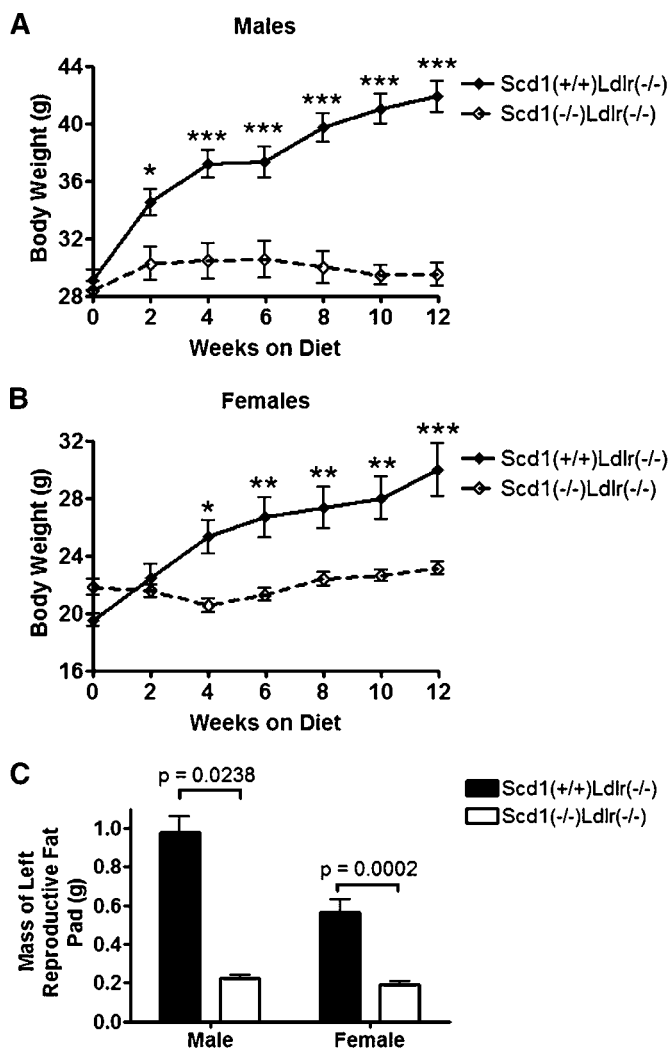 A
Males
Body Weight (g)
44
40
36
32
28
*
***
***
***
***
***
Scd1(+/+)Ldlr(-/-)
Scd1(-/-)Ldlr(-/-)
0 2 4 6 8 10 12
Weeks on Diet
B
Females
Body Weight (g)
32
28
24
20
16
*
**
**
**
***
Scd1(+/+)Ldlr(-/-)
Scd1(-/-)Ldlr(-/-)
0 2 4 6 8 10 12
Weeks on Diet
C
Mass of Left
Reproductive Fat
Pad (g)
1.0
0.8
0.6
0.4
0.2
0.0
p = 0.0238
p = 0.0002
Scd1(+/+)Ldlr(-/-)
Scd1(-/-)Ldlr(-/-)
Male Female